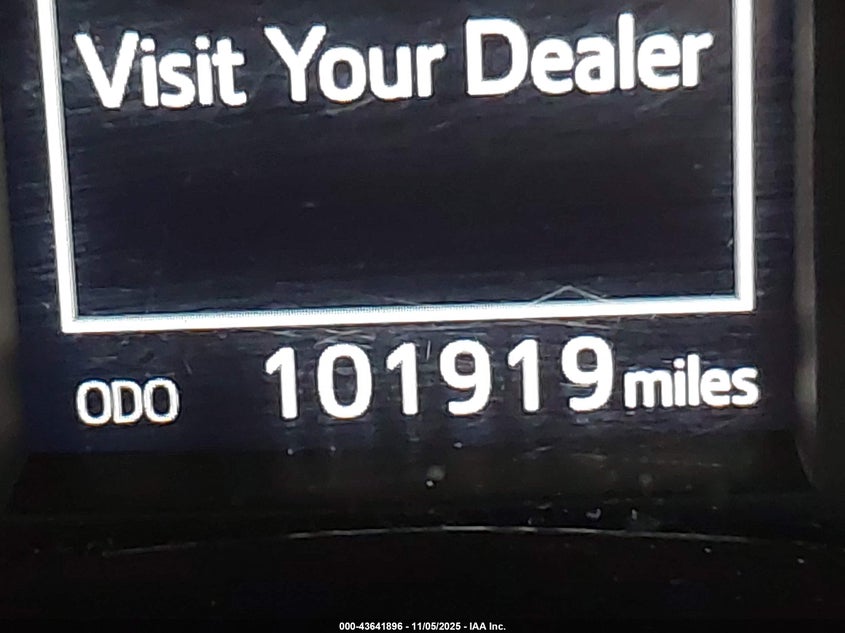 Visit Your Dealer
ODO 101919 miles
000-43641896 - 11/05/2025 - IAA Inc.